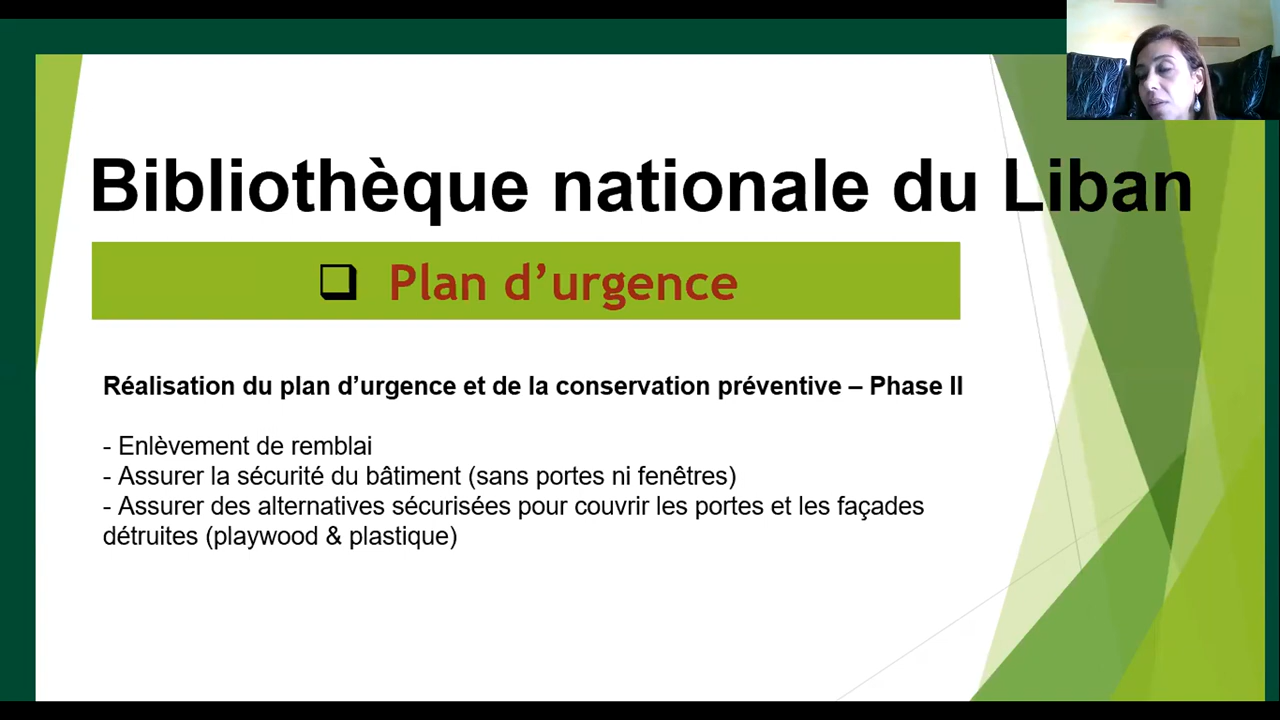 Bibliothèque nationale du Liban
❑ Plan d’urgence
Réalisation du plan d’urgence et de la conservation préventive – Phase II
- Enlèvement de remblai
- Assurer la sécurité du bâtiment (sans portes ni fenêtres)
- Assurer des alternatives sécurisées pour couvrir les portes et les façades
détruites (playwood & plastique)